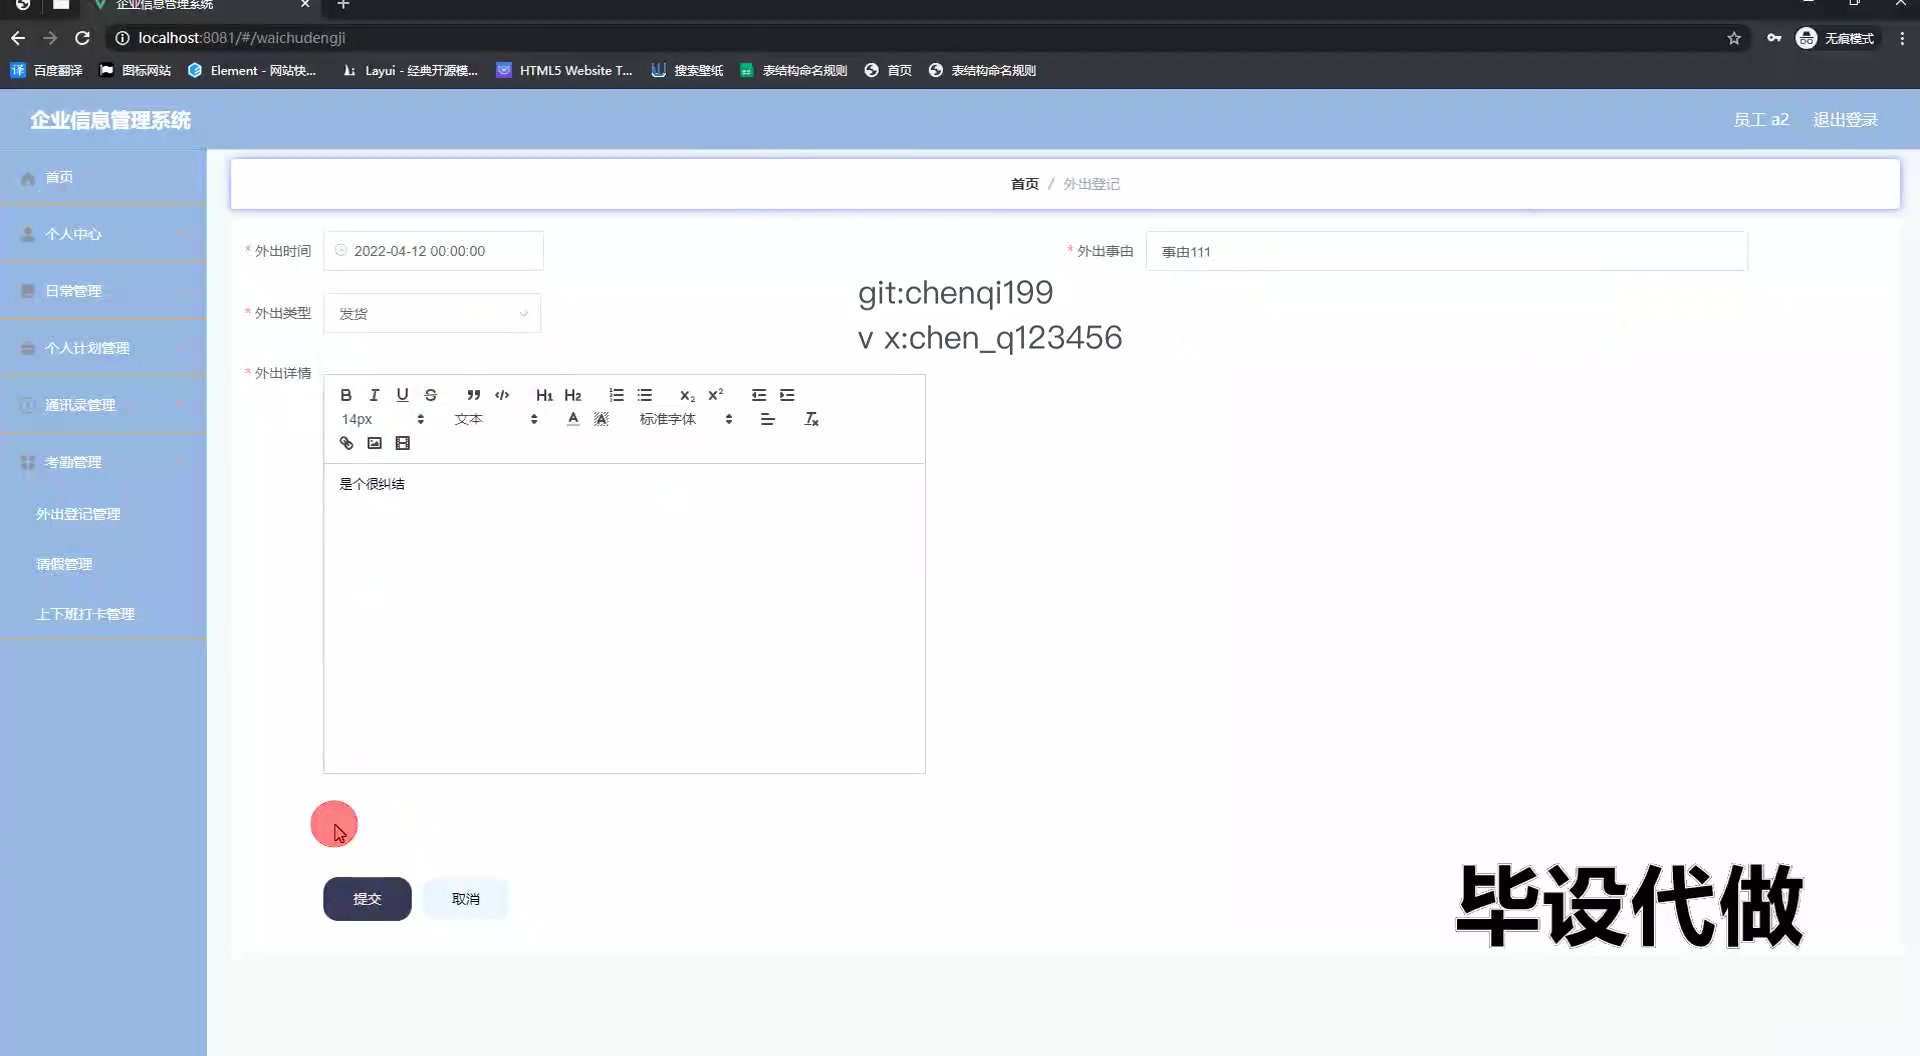 企业信息管理系统
localhost:8081/#/waichudengji
无痕模式
百度翻译
图标网站
Element - 网站快...
Layui - 经典开源模...
HTML5 Website T...
搜索壁纸
表结构命名规则
首页
表结构命名规则
企业信息管理系统
员工 a2
退出登录
首页
个人中心
日常管理
个人计划管理
通讯录管理
考勤管理
外出登记管理
请假管理
上下班打卡管理
首页 / 外出登记
* 外出时间
2022-04-12 00:00:00
* 外出事由
事由111
git:chenqi199
v x:chen_q123456
* 外出类型
发货
* 外出详情
14px
文本
标准字体
是个很纠结
提交
取消
毕设代做